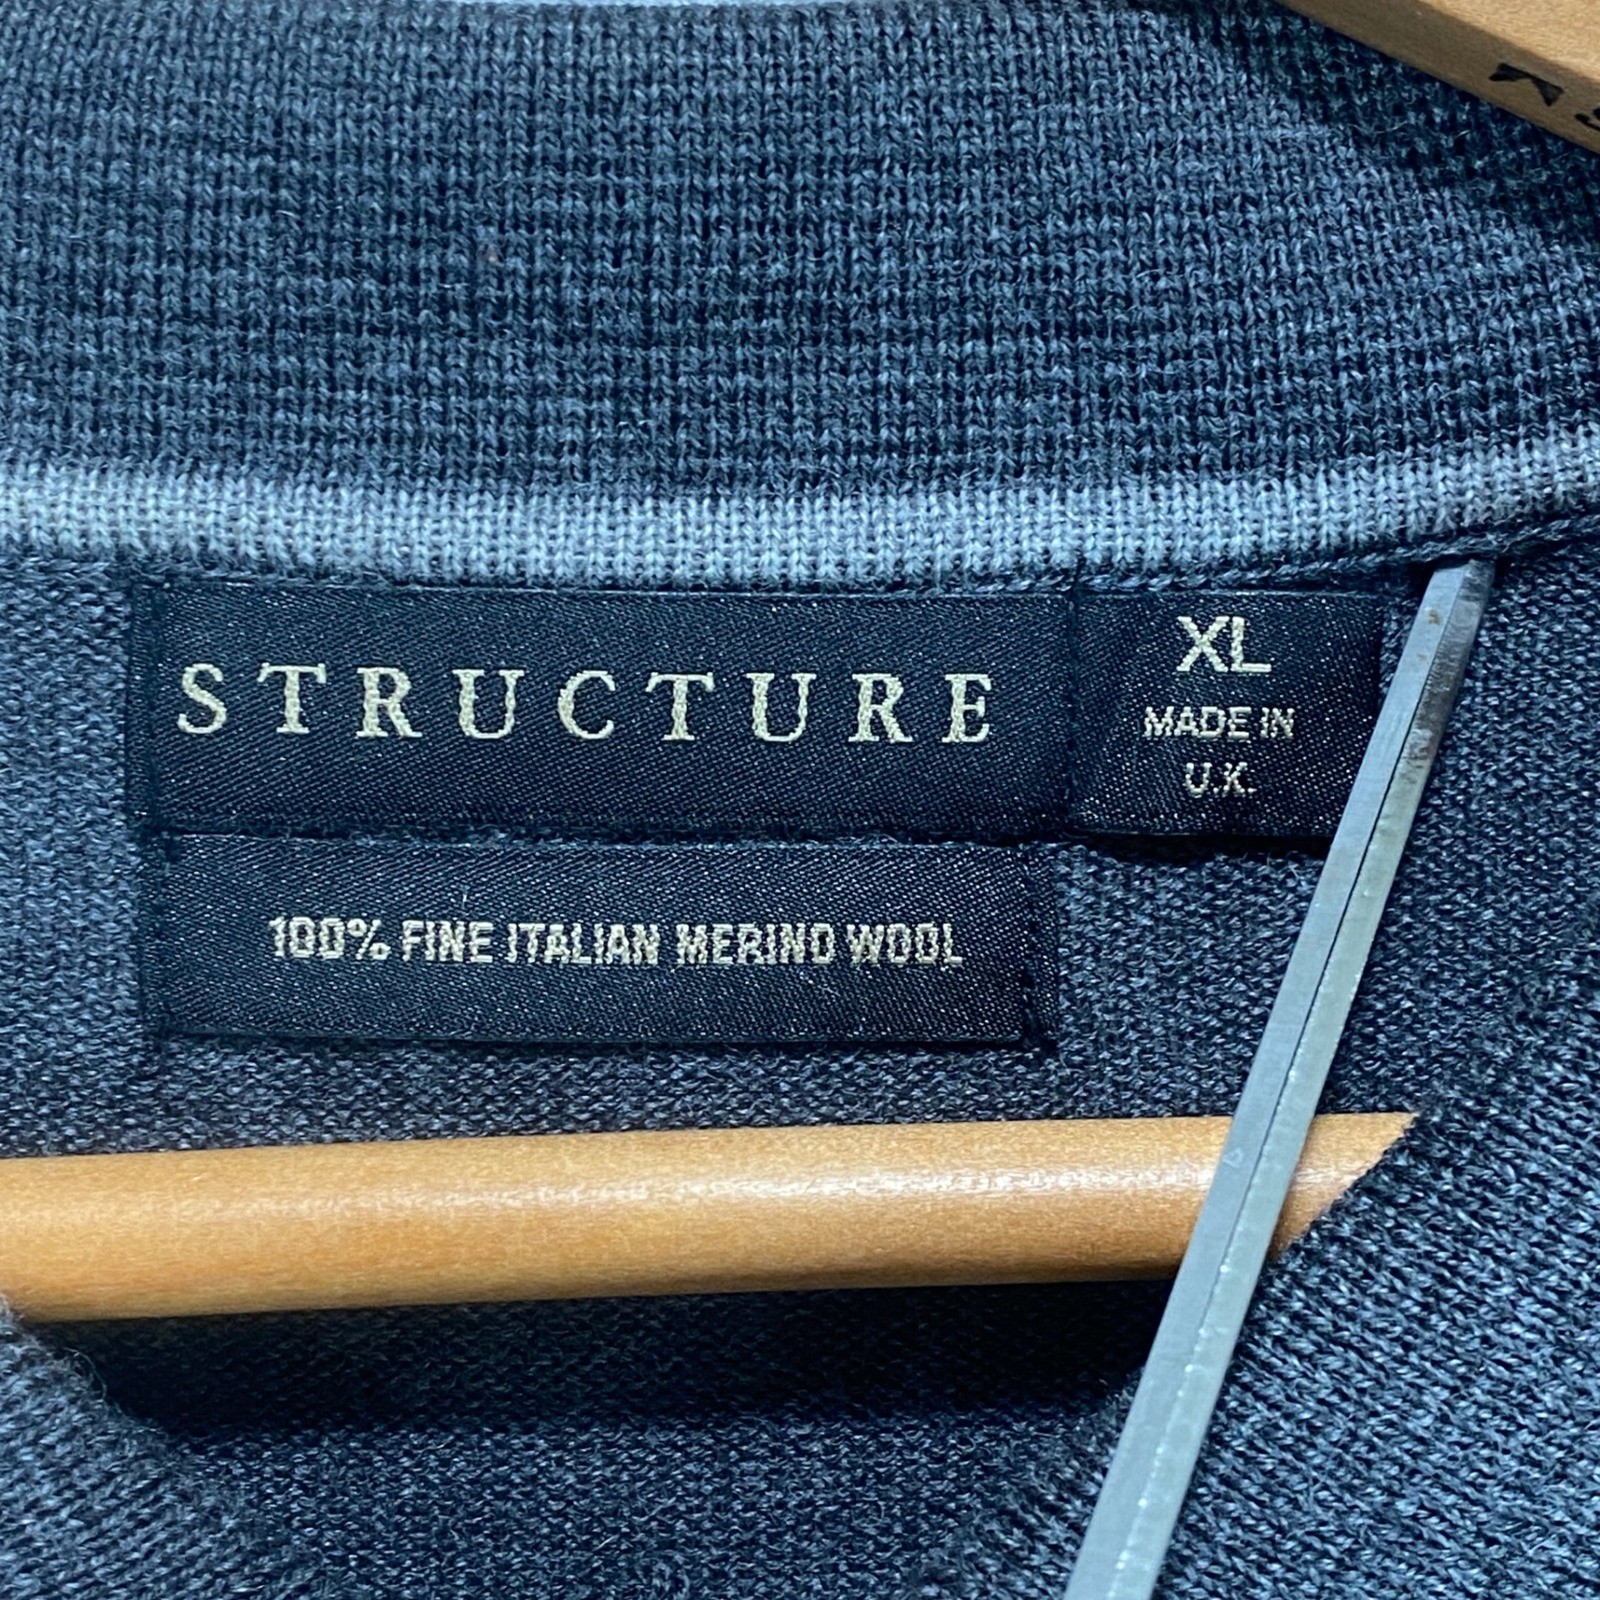 STRUCTURE
XL
MADE IN
U.K.
100% FINE ITALIAN MERINO WOOL